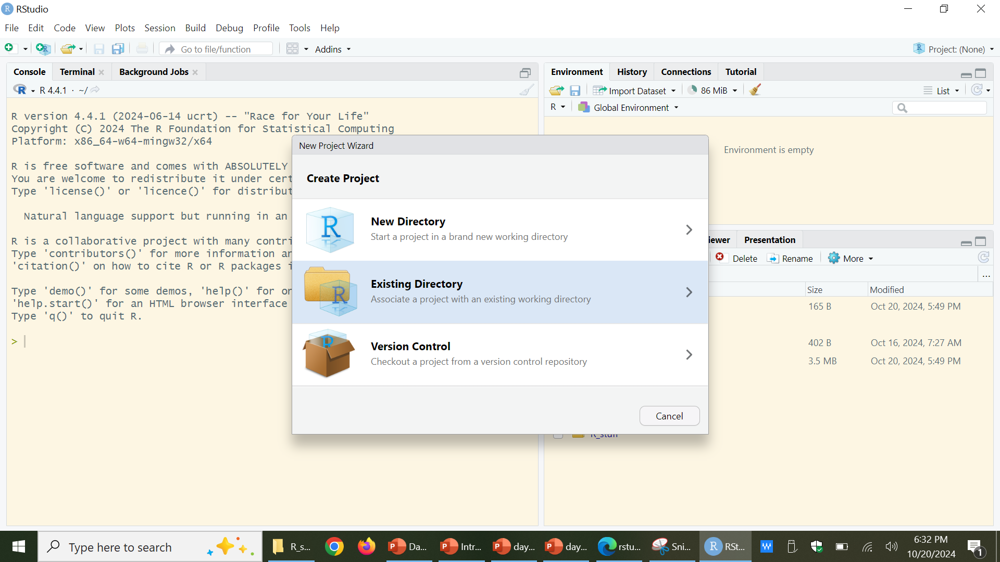 RStudio
File Edit Code View Plots Session Build Debug Profile Tools Help
Go to file/function Addins Project: (None)
Console Terminal Background Jobs
R 4.4.1 · ~/
R version 4.4.1 (2024-06-14 ucrt) -- "Race for Your Life"
Copyright (C) 2024 The R Foundation for Statistical Computing
Platform: x86_64-w64-mingw32/x64
R is free software and comes with ABSOLUTELY
You are welcome to redistribute it under cert
Type 'license()' or 'licence()' for distribut
Natural language support but running in an
R is a collaborative project with many contri
Type 'contributors()' for more information an
'citation()' on how to cite R or R packages i
Type 'demo()' for some demos, 'help()' for on
'help.start()' for an HTML browser interface
Type 'q()' to quit R.
>
Environment History Connections Tutorial
Import Dataset 86 MiB List
R Global Environment
Environment is empty
New Project Wizard
Create Project
New Directory
Start a project in a brand new working directory
Existing Directory
Associate a project with an existing working directory
Version Control
Checkout a project from a version control repository
Cancel
iewer Presentation
Delete Rename More
...
Size Modified
165 B Oct 20, 2024, 5:49 PM
402 B Oct 16, 2024, 7:27 AM
3.5 MB Oct 20, 2024, 5:49 PM
R_stuff
Type here to search
R_s... Da... Intr... day... day... rstu... Sni... RSt...
6:32 PM
10/20/2024
1